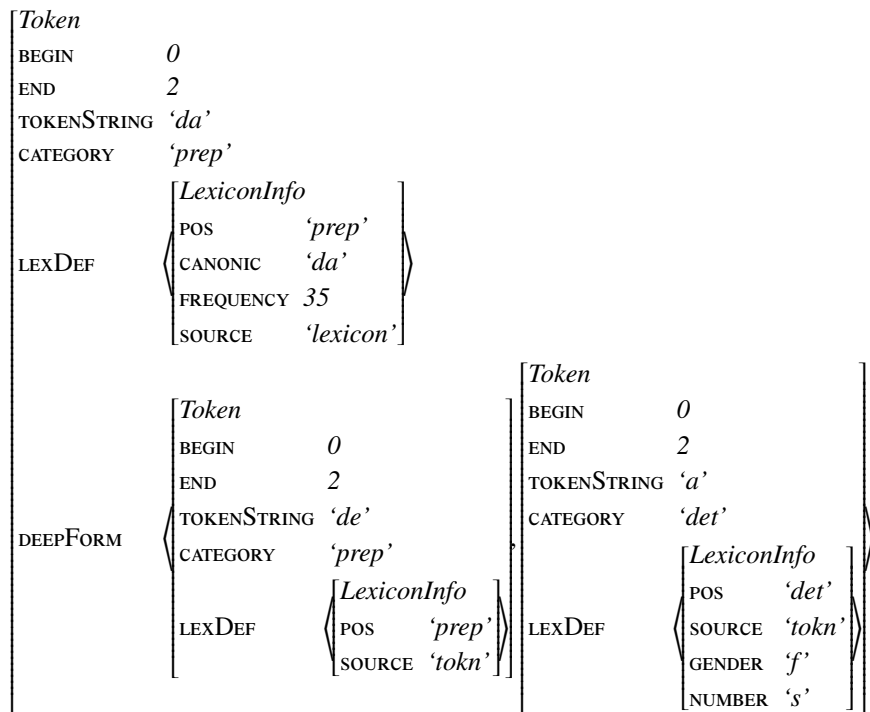 Token
BEGIN 0
END 2
TOKENSTRING ‘da’
CATEGORY ‘prep’
LEXDEF
LexiconInfo
POS ‘prep’
CANONIC ‘da’
FREQUENCY 35
SOURCE ‘lexicon’
DEEPFORM
Token
BEGIN 0
END 2
TOKENSTRING ‘de’
CATEGORY ‘prep’
LEXDEF
LexiconInfo
POS ‘prep’
SOURCE ‘tokn’
,
Token
BEGIN 0
END 2
TOKENSTRING ‘a’
CATEGORY ‘det’
LEXDEF
LexiconInfo
POS ‘det’
SOURCE ‘tokn’
GENDER ‘f’
NUMBER ‘s’